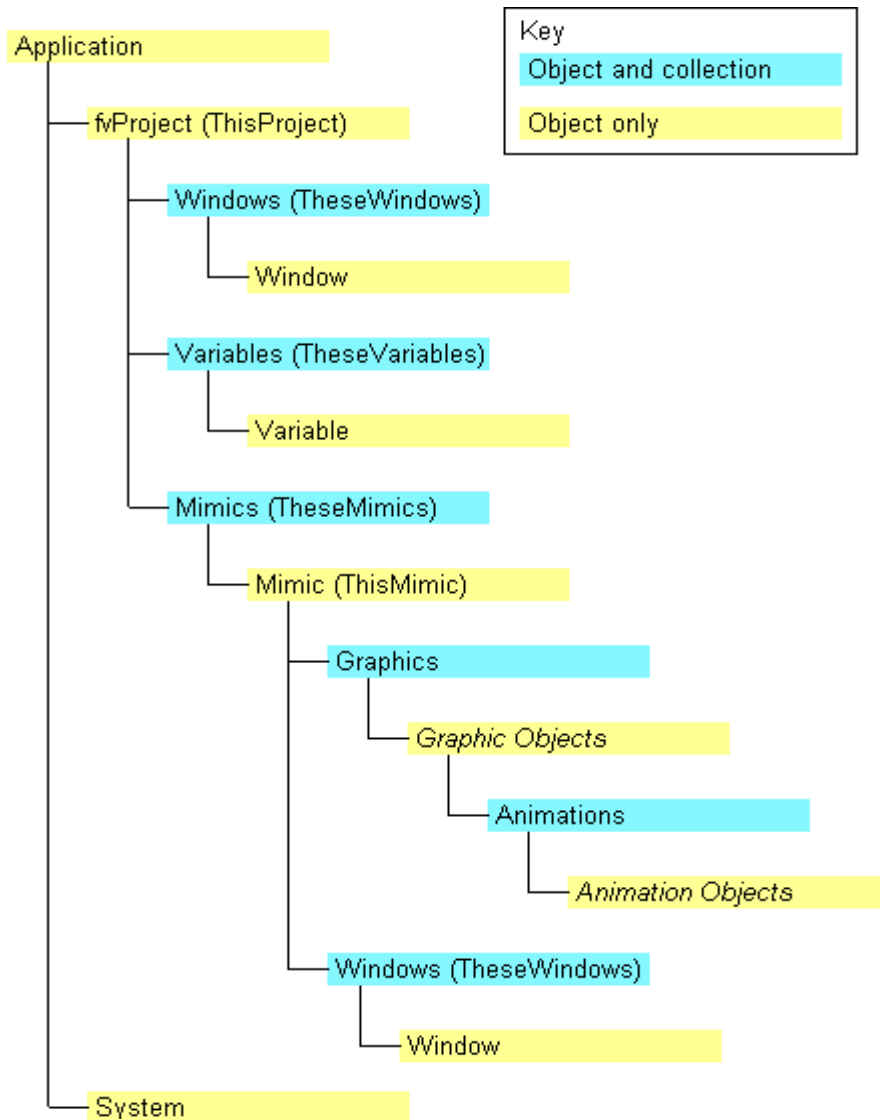 Application
Key
Object and collection
Object only
fvProject (ThisProject)
Windows (TheseWindows)
Window
Variables (TheseVariables)
Variable
Mimics (TheseMimics)
Mimic (ThisMimic)
Graphics
Graphic Objects
Animations
Animation Objects
Windows (TheseWindows)
Window
System